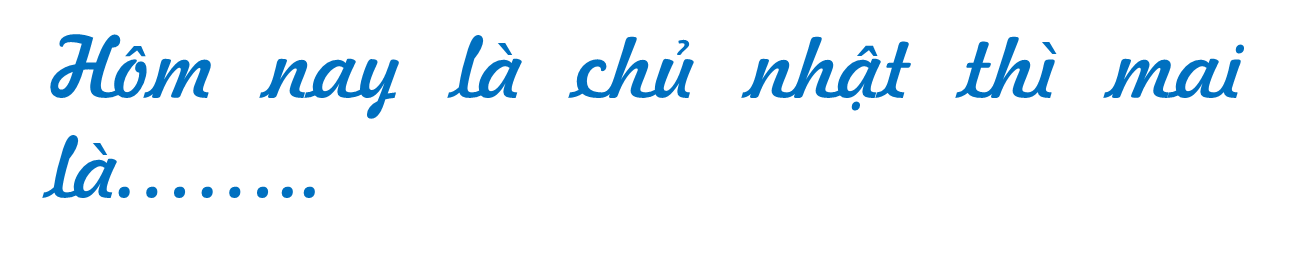 Hôm nay là chủ nhật thì mai
là........